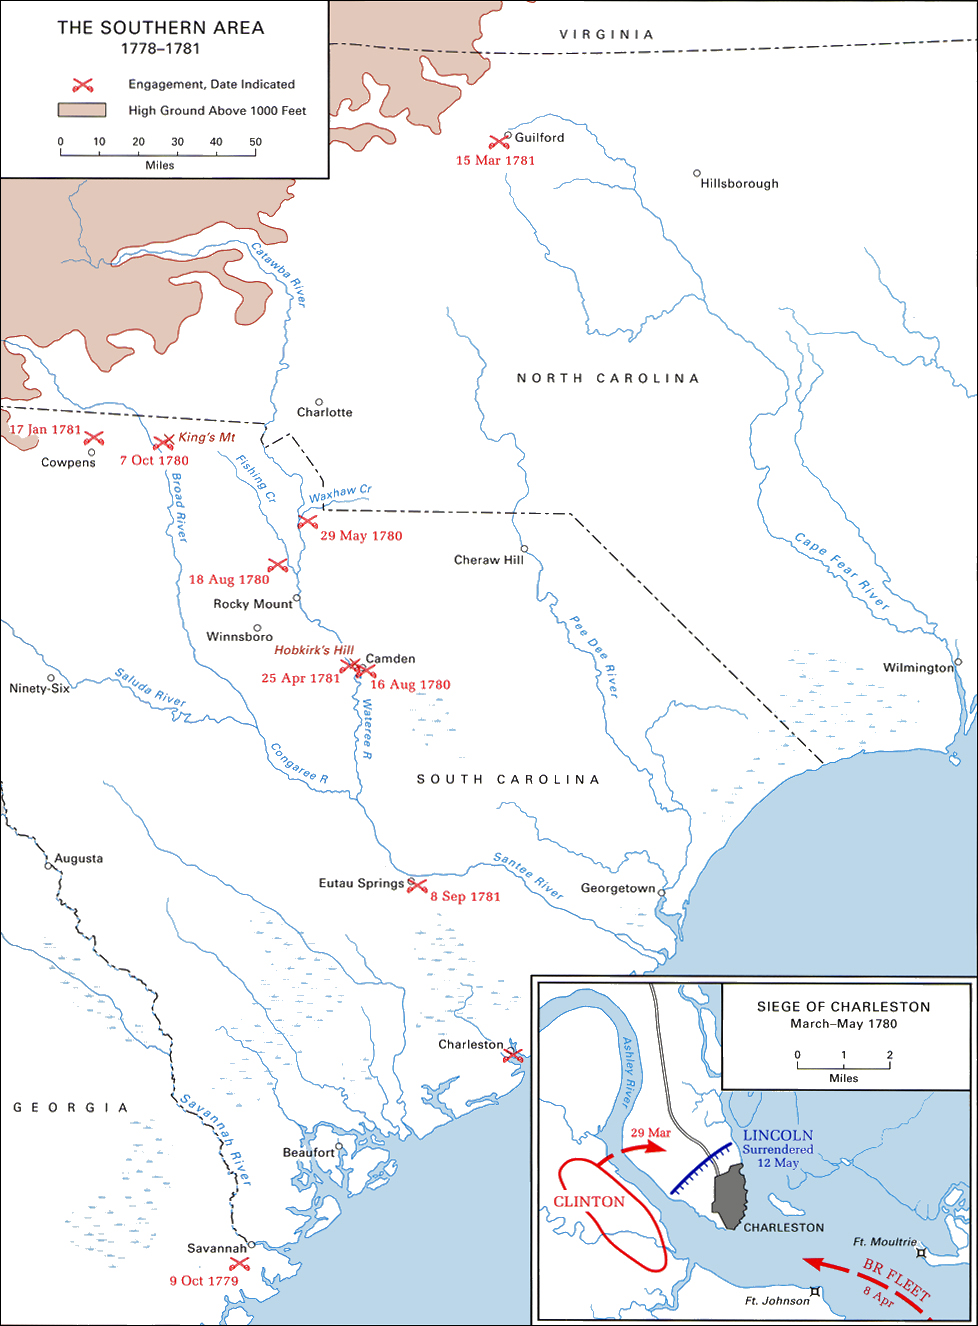 THE SOUTHERN AREA
1778–1781
Engagement, Date Indicated
High Ground Above 1000 Feet
0 10 20 30 40 50
Miles
VIRGINIA
Guilford
15 Mar 1781
Hillsborough
Catawba River
NORTH CAROLINA
Charlotte
17 Jan 1781
King's Mt
Cowpens
7 Oct 1780
Fishing Cr
Broad River
Waxhaw Cr
29 May 1780
Cape Fear River
Cheraw Hill
18 Aug 1780
Rocky Mount
Pee Dee River
Winnsboro
Hobkirk's Hill
Camden
Wilmington
25 Apr 1781
16 Aug 1780
Ninety-Six
Saluda River
Wateree R
Congaree R
SOUTH CAROLINA
Augusta
Santee River
Eutau Springs
Georgetown
8 Sep 1781
Charleston
GEORGIA
Savannah River
Beaufort
Savannah
9 Oct 1779
SIEGE OF CHARLESTON
March–May 1780
0 1 2
Miles
Ashley River
29 Mar
LINCOLN
Surrendered
12 May
CLINTON
CHARLESTON
Ft. Moultrie
BR FLEET
8 Apr
Ft. Johnson